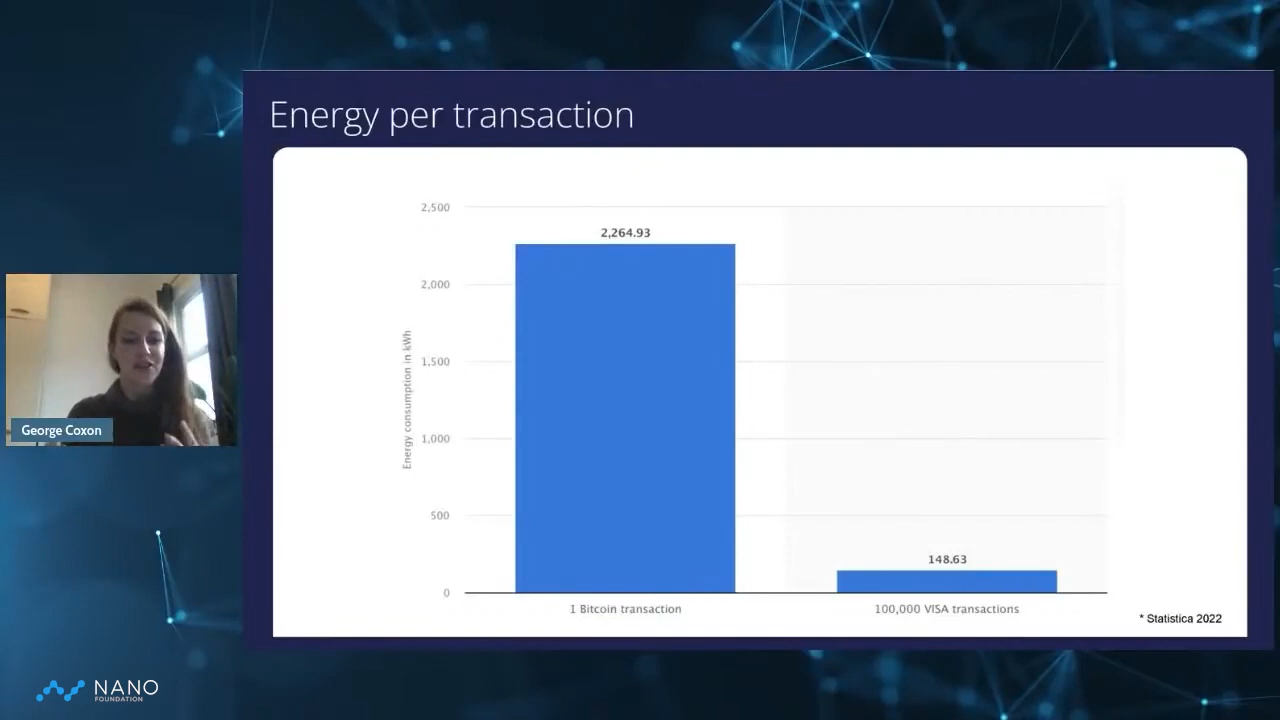 Energy per transaction
2,500
2,264.93
2,000
1,500
Energy consumption in kWh
1,000
500
148.63
0
1 Bitcoin transaction
100,000 VISA transactions
* Statistica 2022
George Coxon
NANO
FOUNDATION